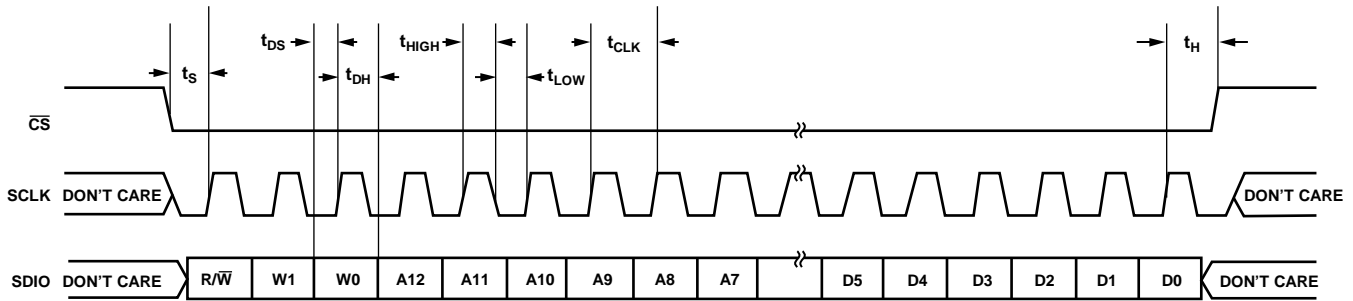 tDS tHIGH tCLK tH
tS tDH tLOW
C̅S̅
SCLK DON'T CARE DON'T CARE
SDIO DON'T CARE R/W̅ W1 W0 A12 A11 A10 A9 A8 A7 D5 D4 D3 D2 D1 D0 DON'T CARE